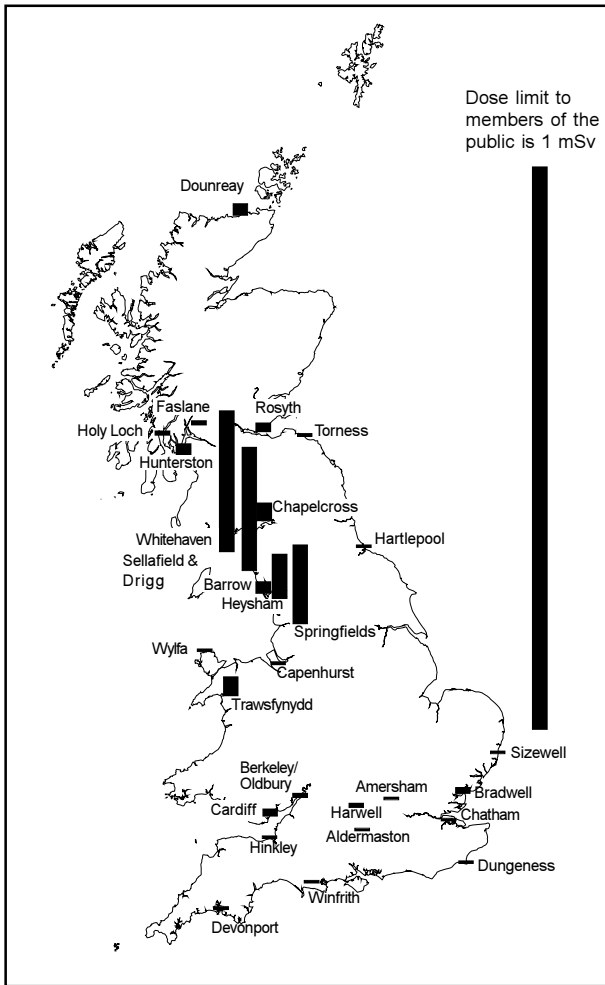 Dose limit to
members of the
public is 1 mSv
Dounreay
Faslane
Rosyth
Holy Loch
Torness
Hunterston
Chapelcross
Whitehaven
Hartlepool
Sellafield &
Drigg
Barrow
Heysham
Springfields
Wylfa
Capenhurst
Trawsfynydd
Sizewell
Berkeley/
Oldbury
Amersham
Bradwell
Cardiff
Harwell
Chatham
Aldermaston
Hinkley
Dungeness
Winfrith
Devonport